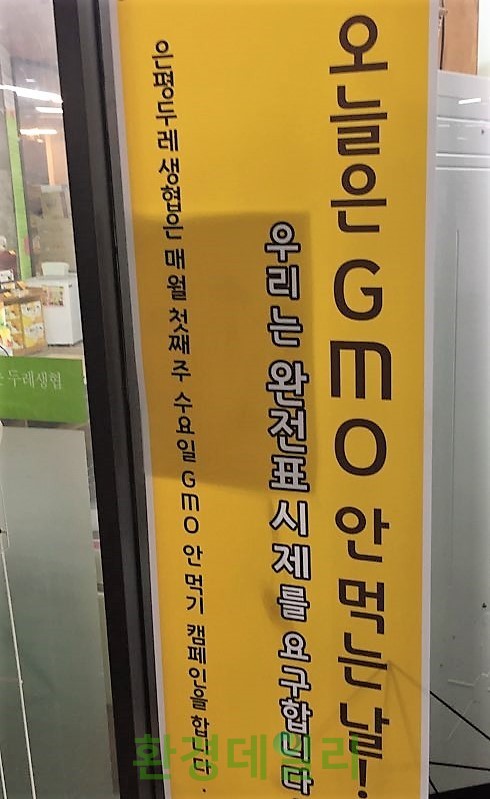 오늘은 GMO 안 먹는 날!
우리는 완전표시제를 요구합니다.
은평두레생협은 매월 첫째 주 수요일 GMO 안 먹기 캠페인을 합니다.
두레생협
환경데일리